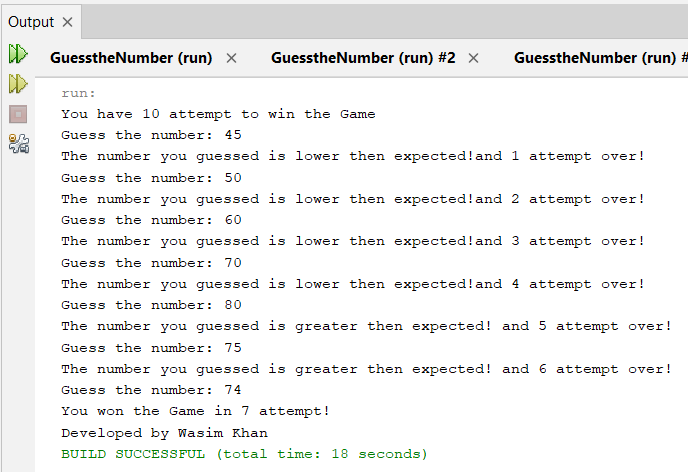 Output
GuesstheNumber (run) GuesstheNumber (run) #2 GuesstheNumber (run) #
run:
You have 10 attempt to win the Game
Guess the number: 45
The number you guessed is lower then expected!and 1 attempt over!
Guess the number: 50
The number you guessed is lower then expected!and 2 attempt over!
Guess the number: 60
The number you guessed is lower then expected!and 3 attempt over!
Guess the number: 70
The number you guessed is lower then expected!and 4 attempt over!
Guess the number: 80
The number you guessed is greater then expected! and 5 attempt over!
Guess the number: 75
The number you guessed is greater then expected! and 6 attempt over!
Guess the number: 74
You won the Game in 7 attempt!
Developed by Wasim Khan
BUILD SUCCESSFUL (total time: 18 seconds)